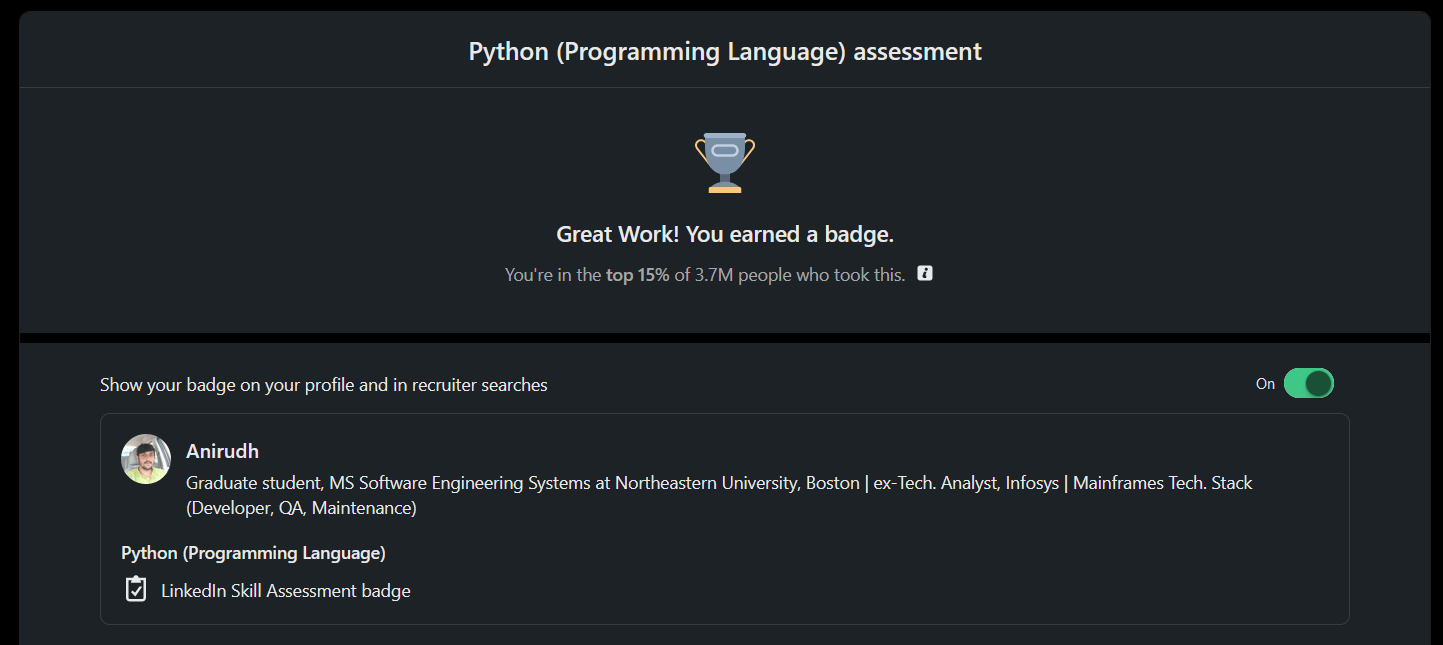 Python (Programming Language) assessment
Great Work! You earned a badge.
You're in the top 15% of 3.7M people who took this.
Show your badge on your profile and in recruiter searches
On
Anirudh
Graduate student, MS Software Engineering Systems at Northeastern University, Boston | ex-Tech. Analyst, Infosys | Mainframes Tech. Stack
(Developer, QA, Maintenance)
Python (Programming Language)
LinkedIn Skill Assessment badge